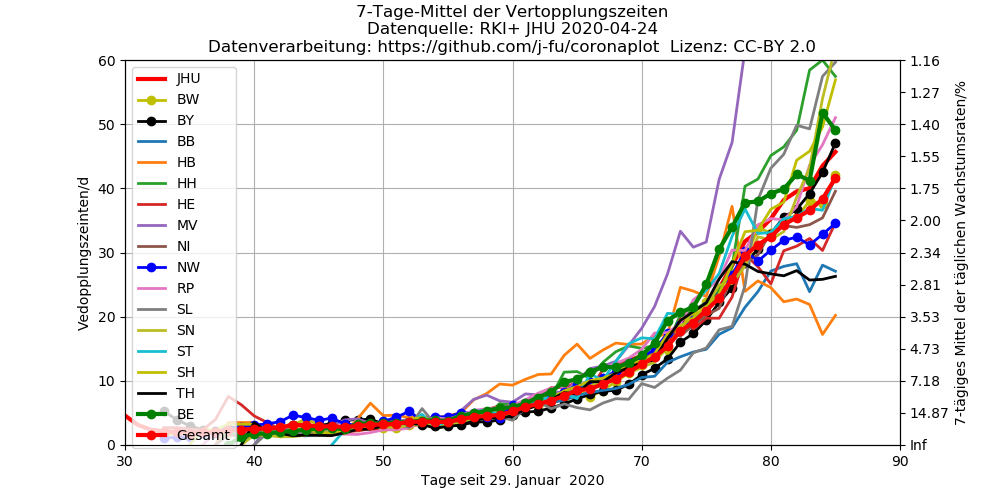 7-Tage-Mittel der Vertopplungszeiten
Datenquelle: RKI+ JHU 2020-04-24
Datenverarbeitung: https://github.com/j-fu/coronaplot  Lizenz: CC-BY 2.0
60
50
40
30
20
10
0
Vedopplungszeinten/d
JHU
BW
BY
BB
HB
HH
HE
MV
NI
NW
RP
SL
SN
ST
SH
TH
BE
Gesamt
1.16
1.27
1.40
1.55
1.75
2.00
2.34
2.81
3.53
4.73
7.18
14.87
Inf
7-tägiges Mittel der täglichen Wachstumsraten/%
30 40 50 60 70 80 90
Tage seit 29. Januar  2020